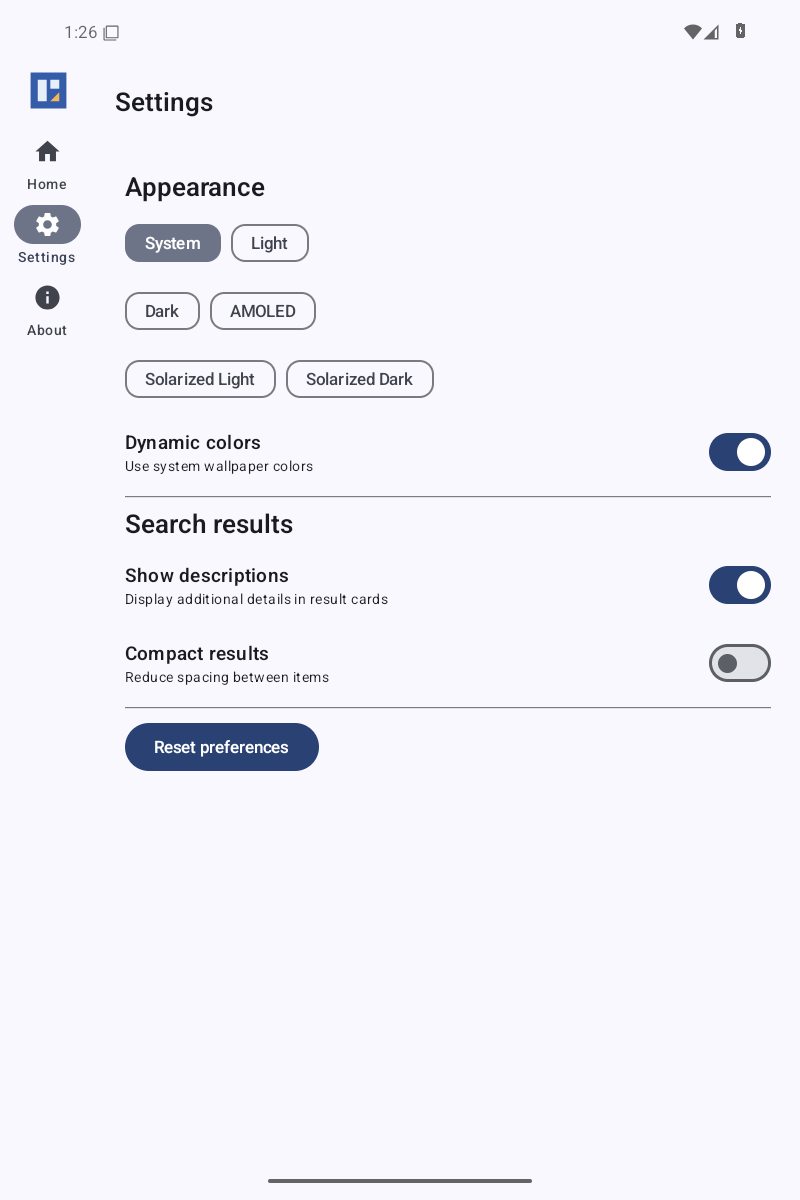 1:26
Settings
Home
Settings
About
Appearance
System
Light
Dark
AMOLED
Solarized Light
Solarized Dark
Dynamic colors
Use system wallpaper colors
Search results
Show descriptions
Display additional details in result cards
Compact results
Reduce spacing between items
Reset preferences